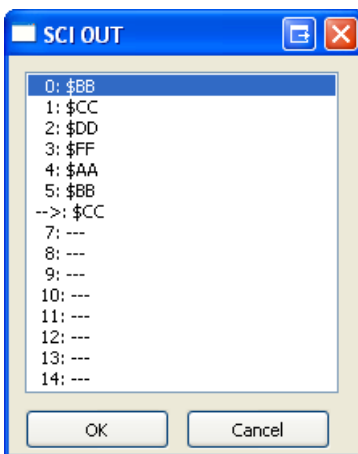 SCI OUT
0: $BB
1: $CC
2: $DD
3: $FF
4: $AA
5: $BB
-->: $CC
7: ---
8: ---
9: ---
10: ---
11: ---
12: ---
13: ---
14: ---
OK Cancel